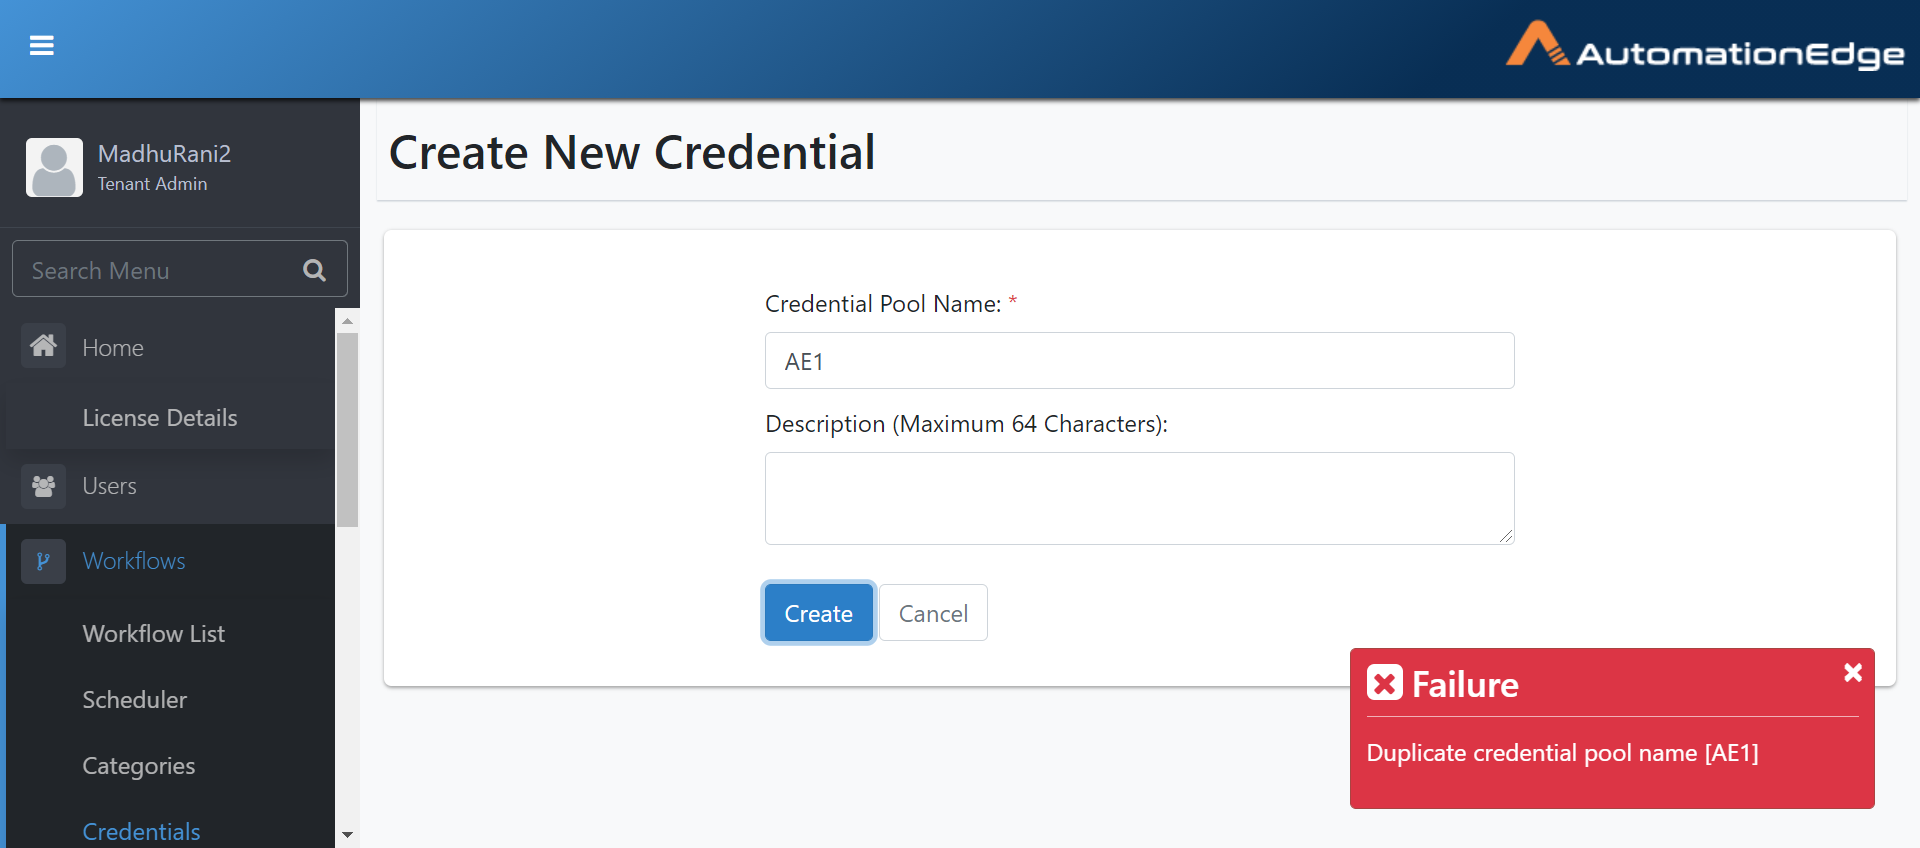 AutomationEdge
MadhuRani2
Tenant Admin
Search Menu
Home
License Details
Users
Workflows
Workflow List
Scheduler
Categories
Credentials
Create New Credential
Credential Pool Name: *
AE1
Description (Maximum 64 Characters):
Create
Cancel
Failure
Duplicate credential pool name [AE1]